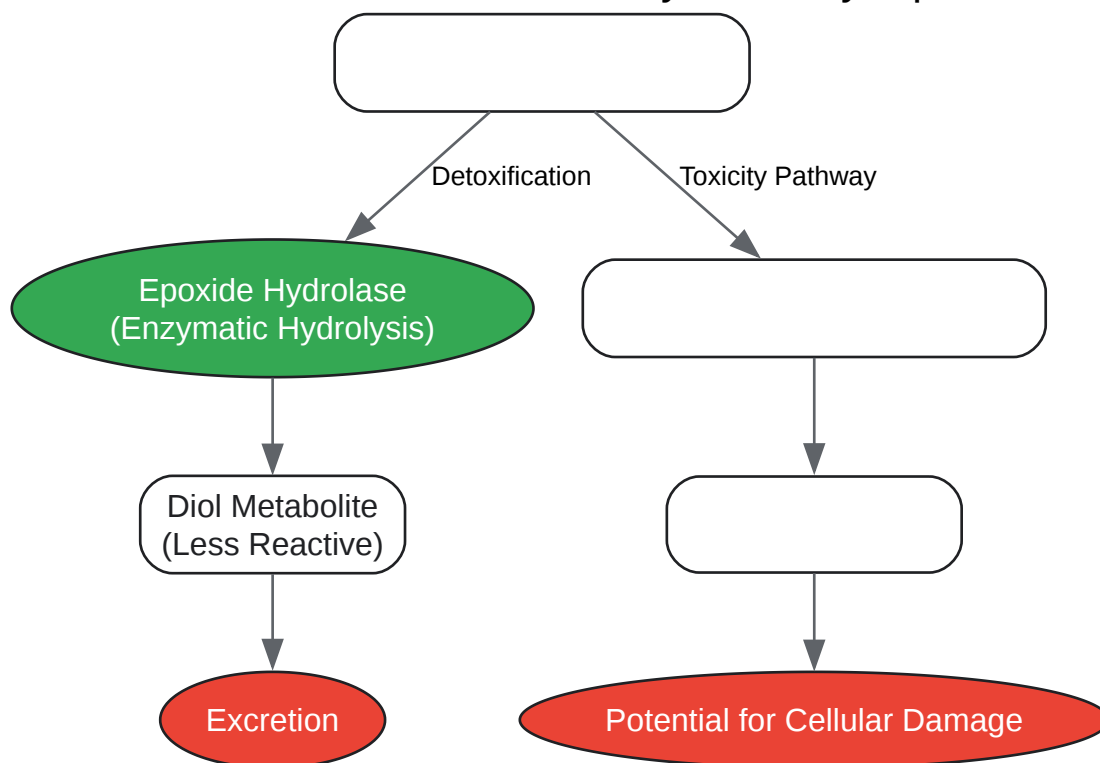 Detoxification
Toxicity Pathway
Epoxide Hydrolase
(Enzymatic Hydrolysis)
Diol Metabolite
(Less Reactive)
Excretion
Potential for Cellular Damage